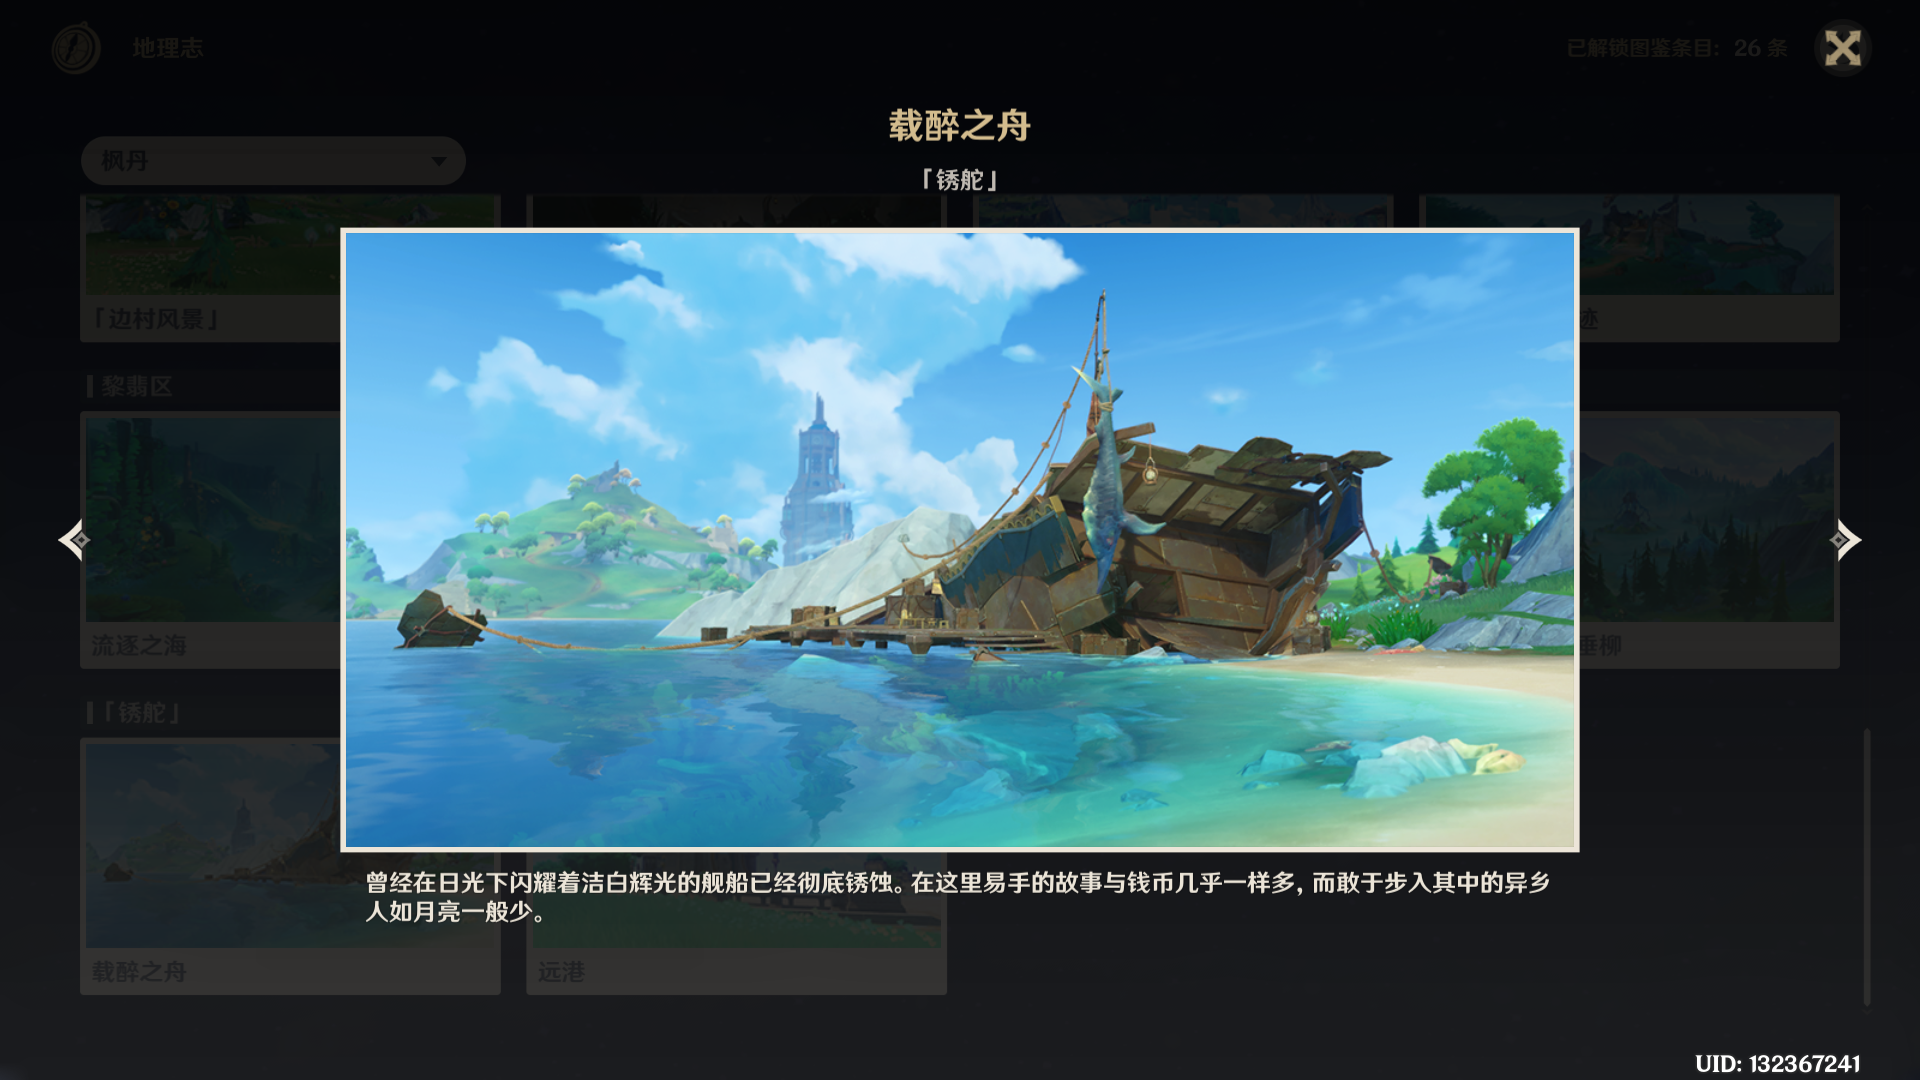 地理志
已解锁图鉴条目: 26 条
载醉之舟
枫丹
「锈舵」
「边村风景」
迹
黎翡区
流逐之海
垂柳
「锈舵」
曾经在日光下闪耀着洁白辉光的舰船已经彻底锈蚀。在这里易手的故事与钱币几乎一样多, 而敢于步入其中的异乡
人如月亮一般少。
载醉之舟
远港
UID: 132367241